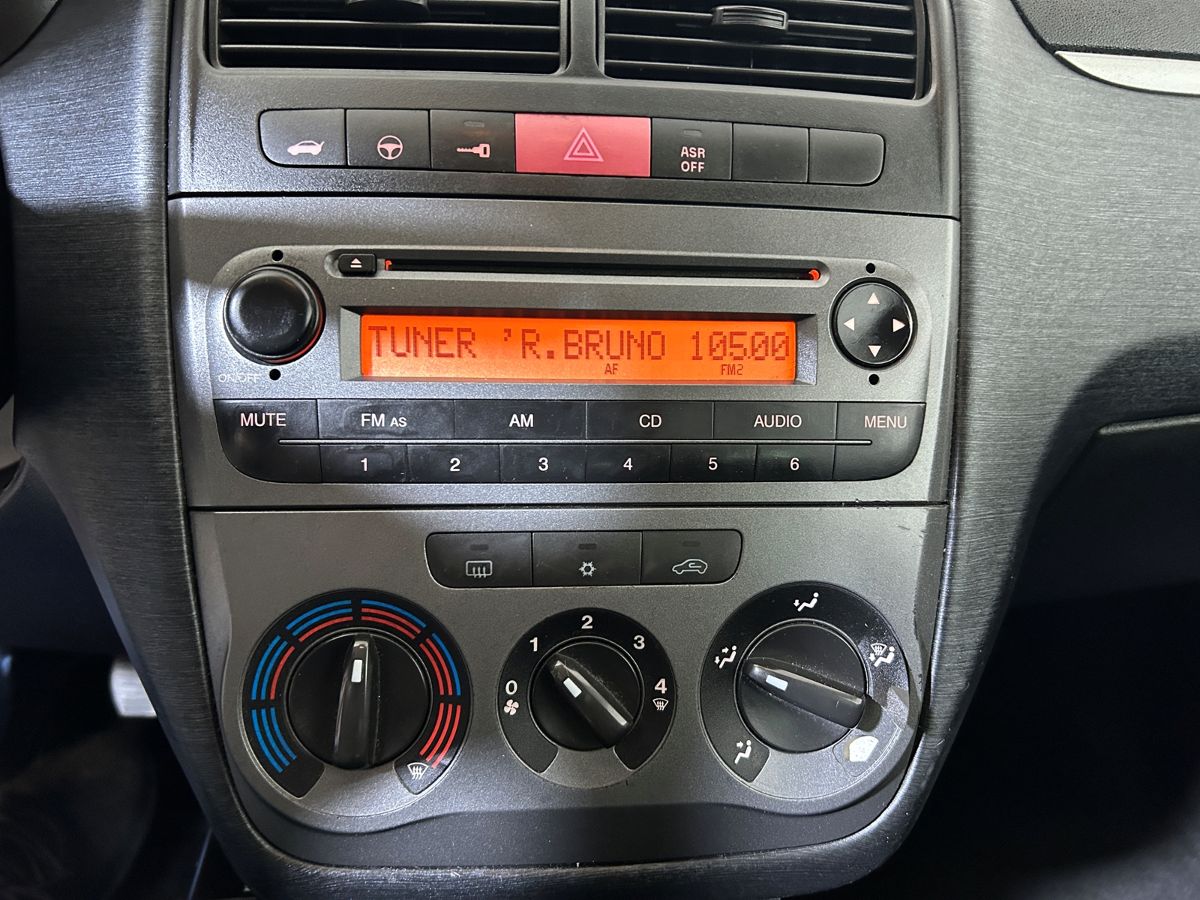 ASR
OFF
TUNER 'R.BRUNO 105.00
AF FM2
ON/OFF
MUTE FM AS AM CD AUDIO MENU
1 2 3 4 5 6
0 1 2 3 4